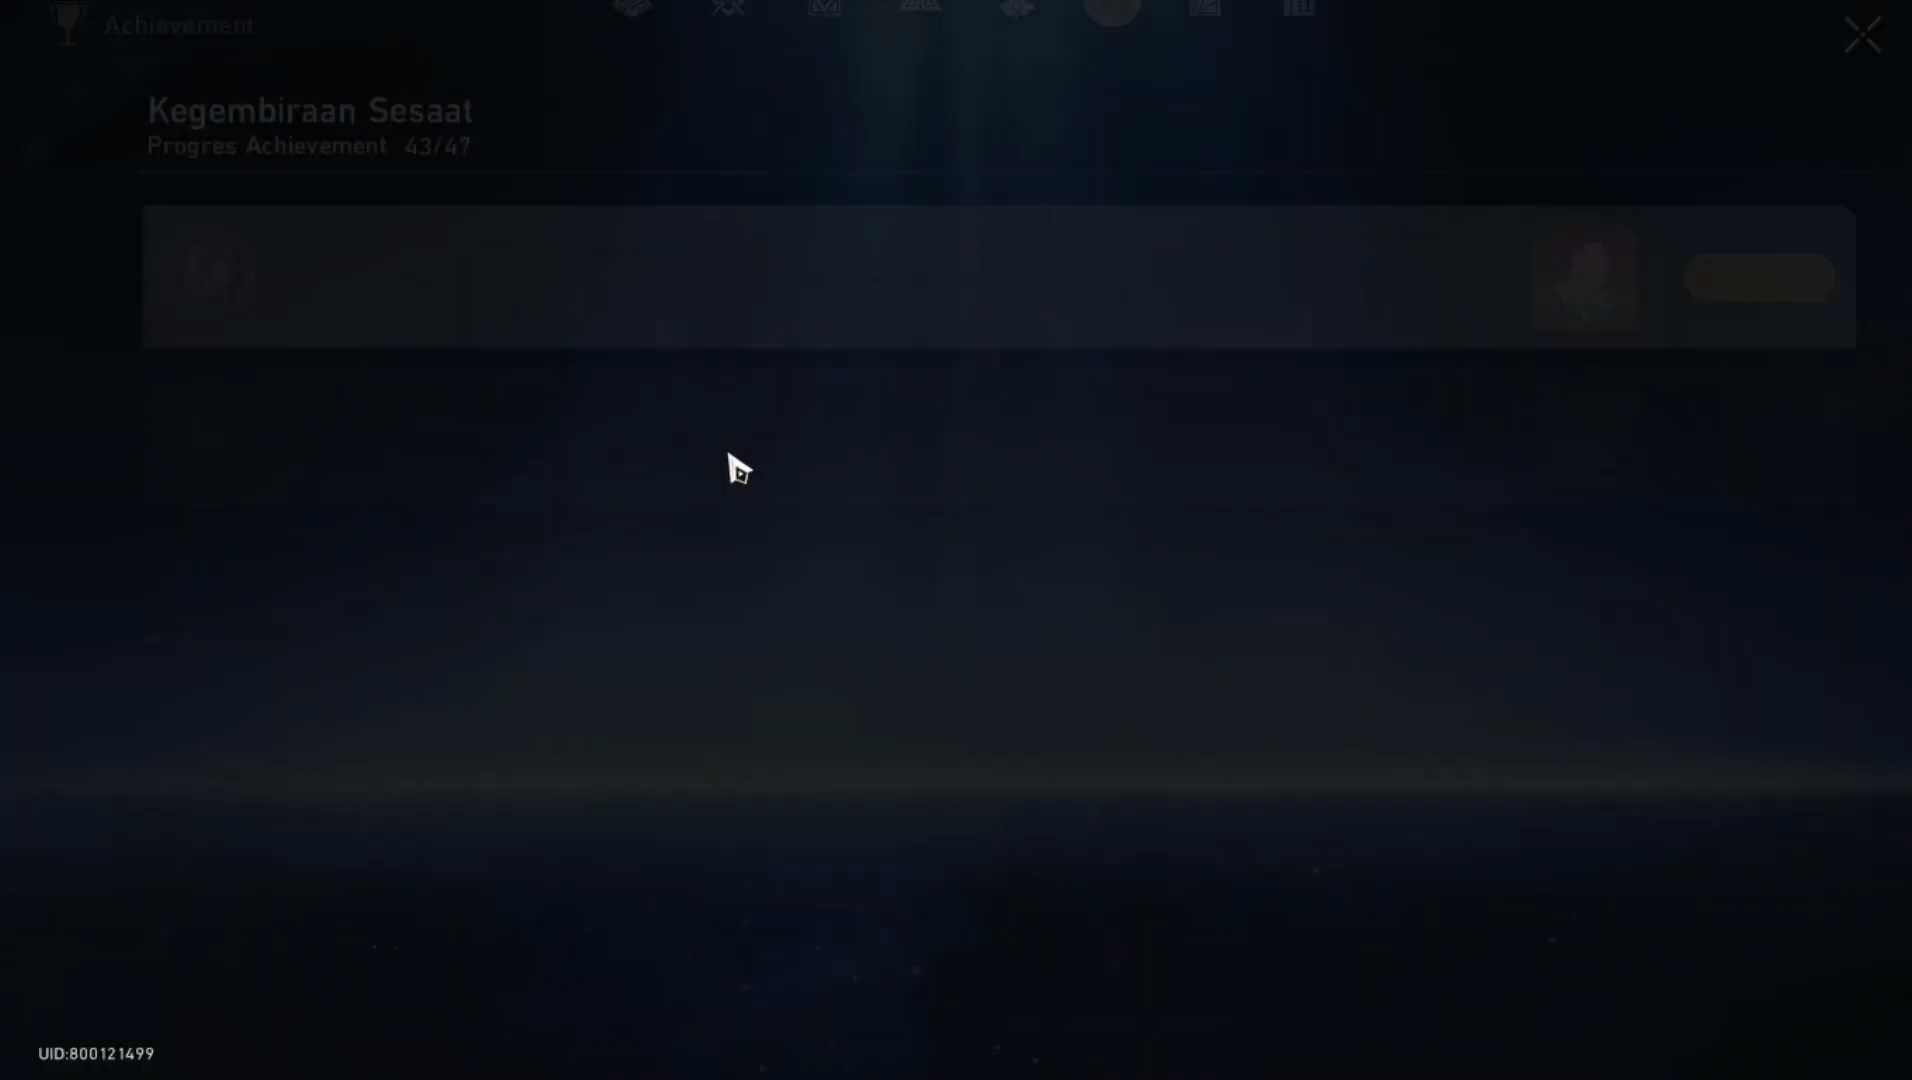 Achievement
Kegembiraan Sesaat
Progres Achievement 43/47
UID:800121499